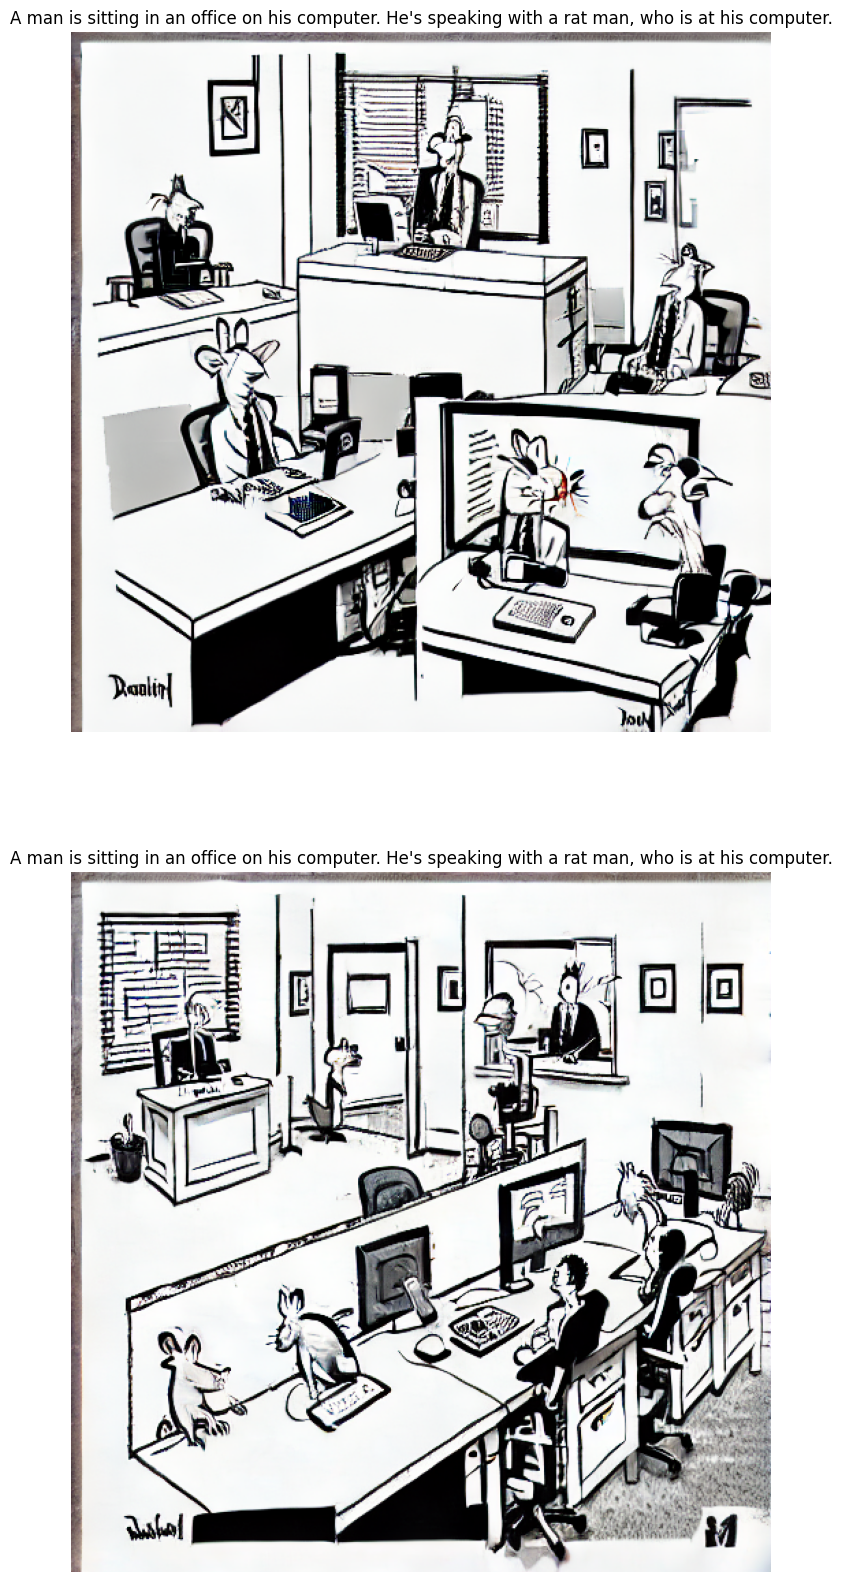 A man is sitting in an office on his computer. He's speaking with a rat man, who is at his computer.
A man is sitting in an office on his computer. He's speaking with a rat man, who is at his computer.